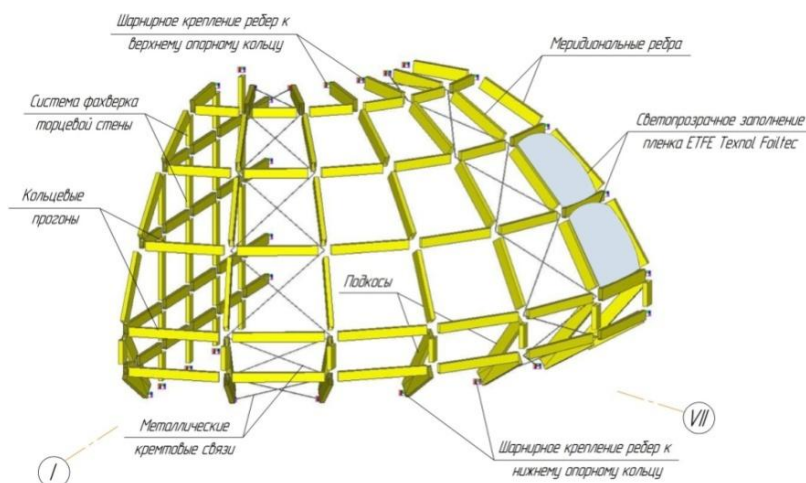 Шарнирное крепление ребер к
верхнему опорному кольцу
Меридиональные ребра
Система фахверка
торцевой стены
Светопрозрачное заполнение
пленка ETFE Texnol Foiltec
Кольцевые
прогоны
Подкосы
Металлические
кремтовые связи
Шарнирное крепление ребер к
нижнему опорному кольцу
VII
I